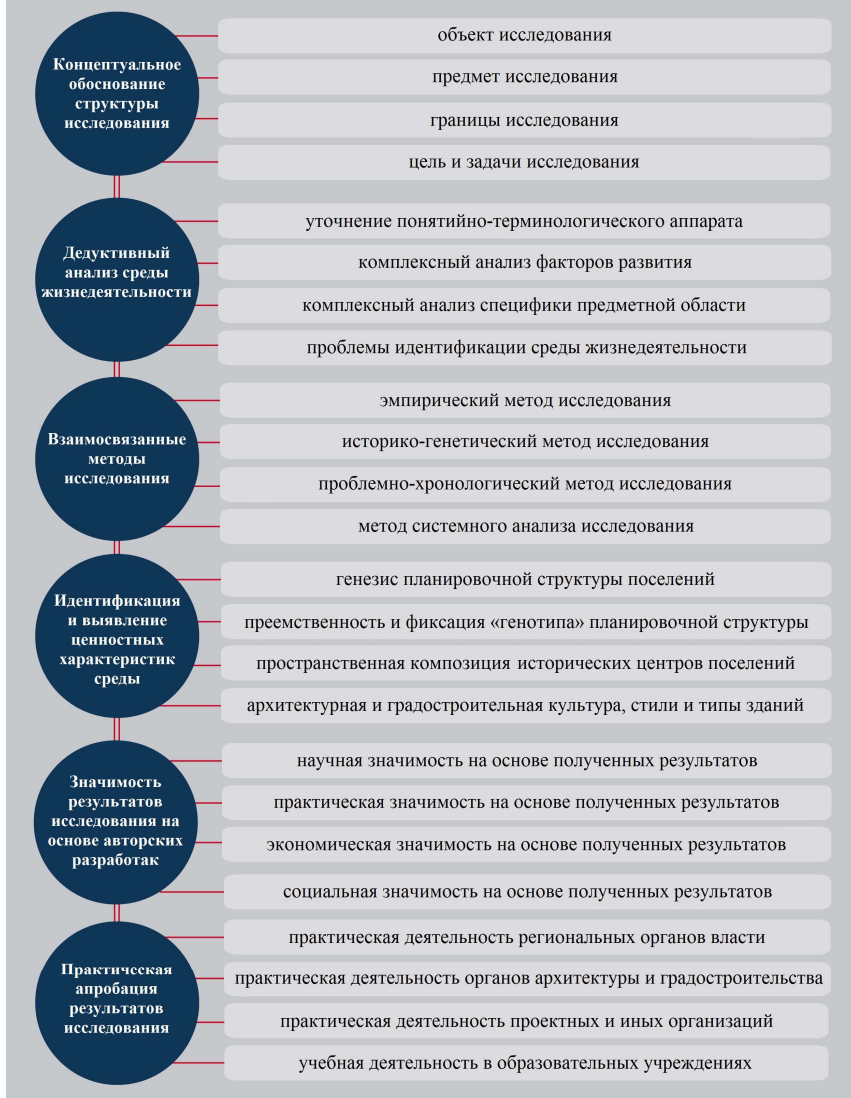 Концептуальное
обоснование
структуры
исследования
объект исследования
предмет исследования
границы исследования
цель и задачи исследования
Дедуктивный
анализ среды
жизнедеятельности
уточнение понятийно-терминологического аппарата
комплексный анализ факторов развития
комплексный анализ специфики предметной области
проблемы идентификации среды жизнедеятельности
Взаимосвязанные
методы
исследования
эмпирический метод исследования
историко-генетический метод исследования
проблемно-хронологический метод исследования
метод системного анализа исследования
Идентификация
и выявление
ценностных
характеристик
среды
генезис планировочной структуры поселений
преемственность и фиксация «генотипа» планировочной структуры
пространственная композиция исторических центров поселений
архитектурная и градостроительная культура, стили и типы зданий
Значимость
результатов
исследования на
основе авторских
разработак
научная значимость на основе полученных результатов
практическая значимость на основе полученных результатов
экономическая значимость на основе полученных результатов
социальная значимость на основе полученных результатов
Практическая
апробация
результатов
исследования
практическая деятельность региональных органов власти
практическая деятельность органов архитектуры и градостроительства
практическая деятельность проектных и иных организаций
учебная деятельность в образовательных учреждениях